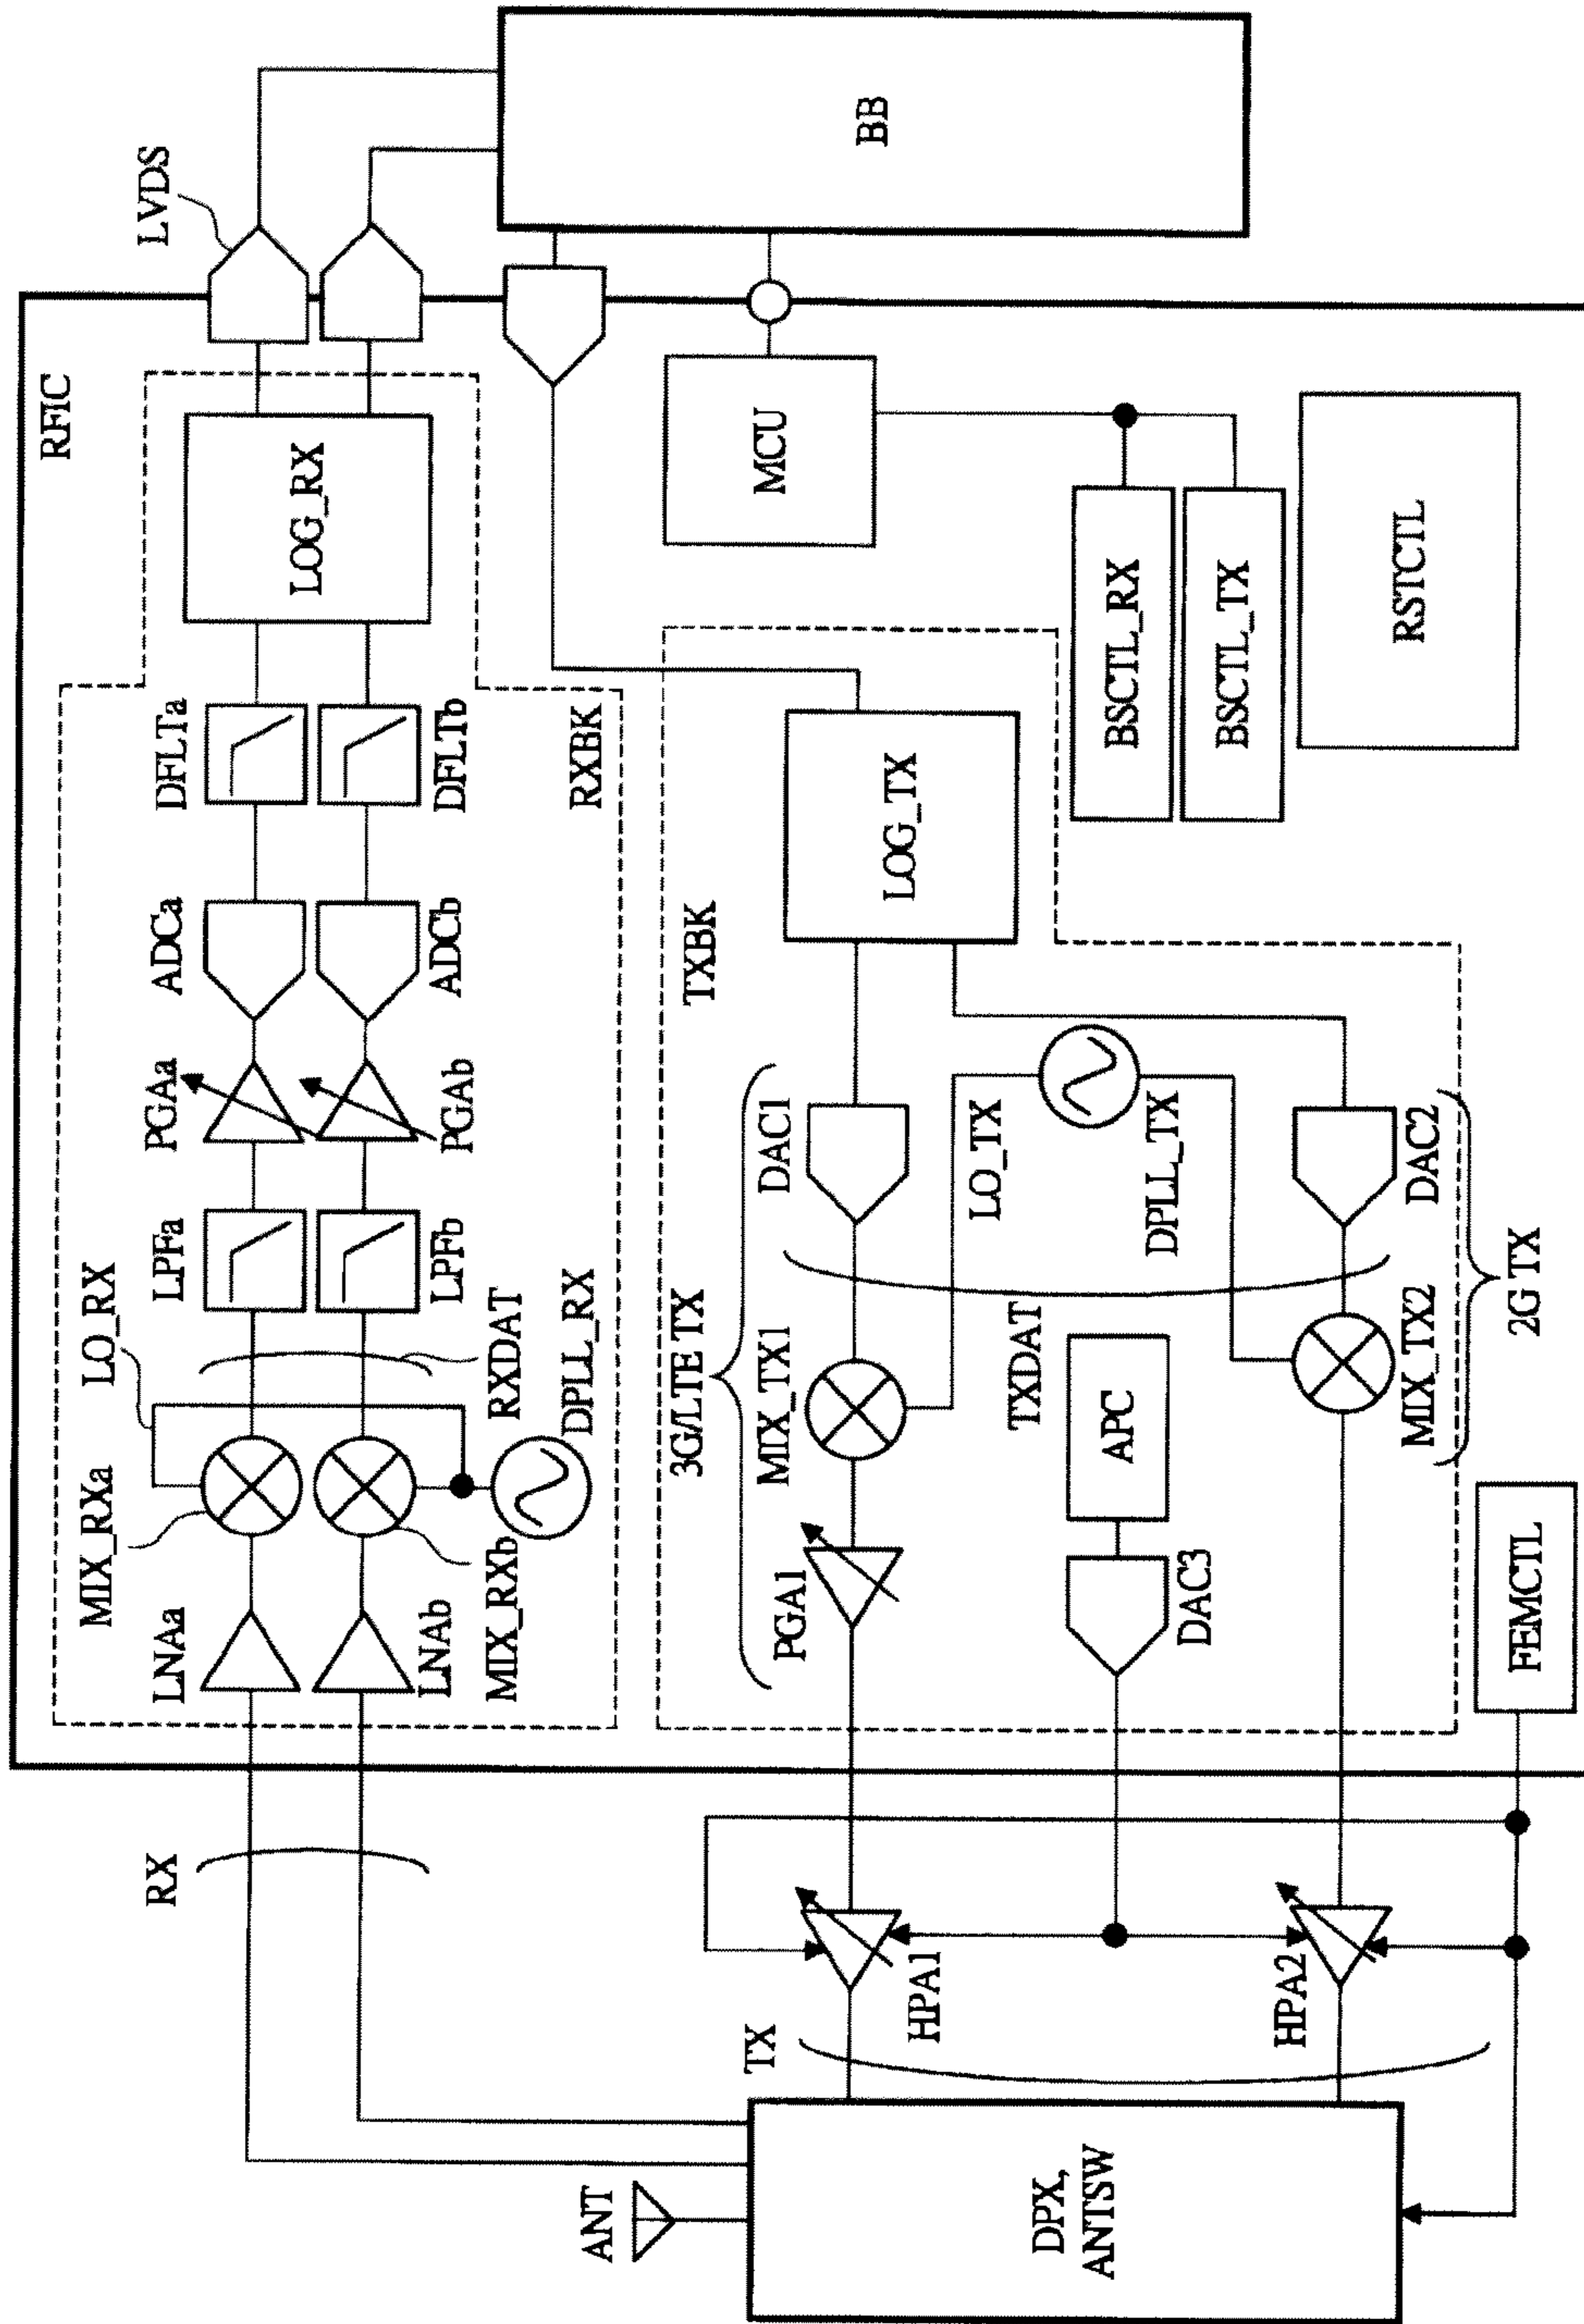 RFIC
LVDS
BB
RX
LNAa
LNAb
MIX_RXa
MIX_RXb
LO_RX
RXDAT
DPLL_RX
LPFa
LPFb
PGAa
PGAb
ADCa
ADCb
DFLTa
DFLTb
LOG_RX
RXBK
ANT
DPX,
ANTSW
TX
HPA1
HPA2
3G/LTE TX
PGA1
MIX_TX1
DAC1
TXBK
LOG_TX
LO_TX
DPLL_TX
TXDAT
APC
DAC3
MIX_TX2
DAC2
2G TX
FEMCTL
MCU
BSCTL_RX
BSCTL_TX
RSTCTL